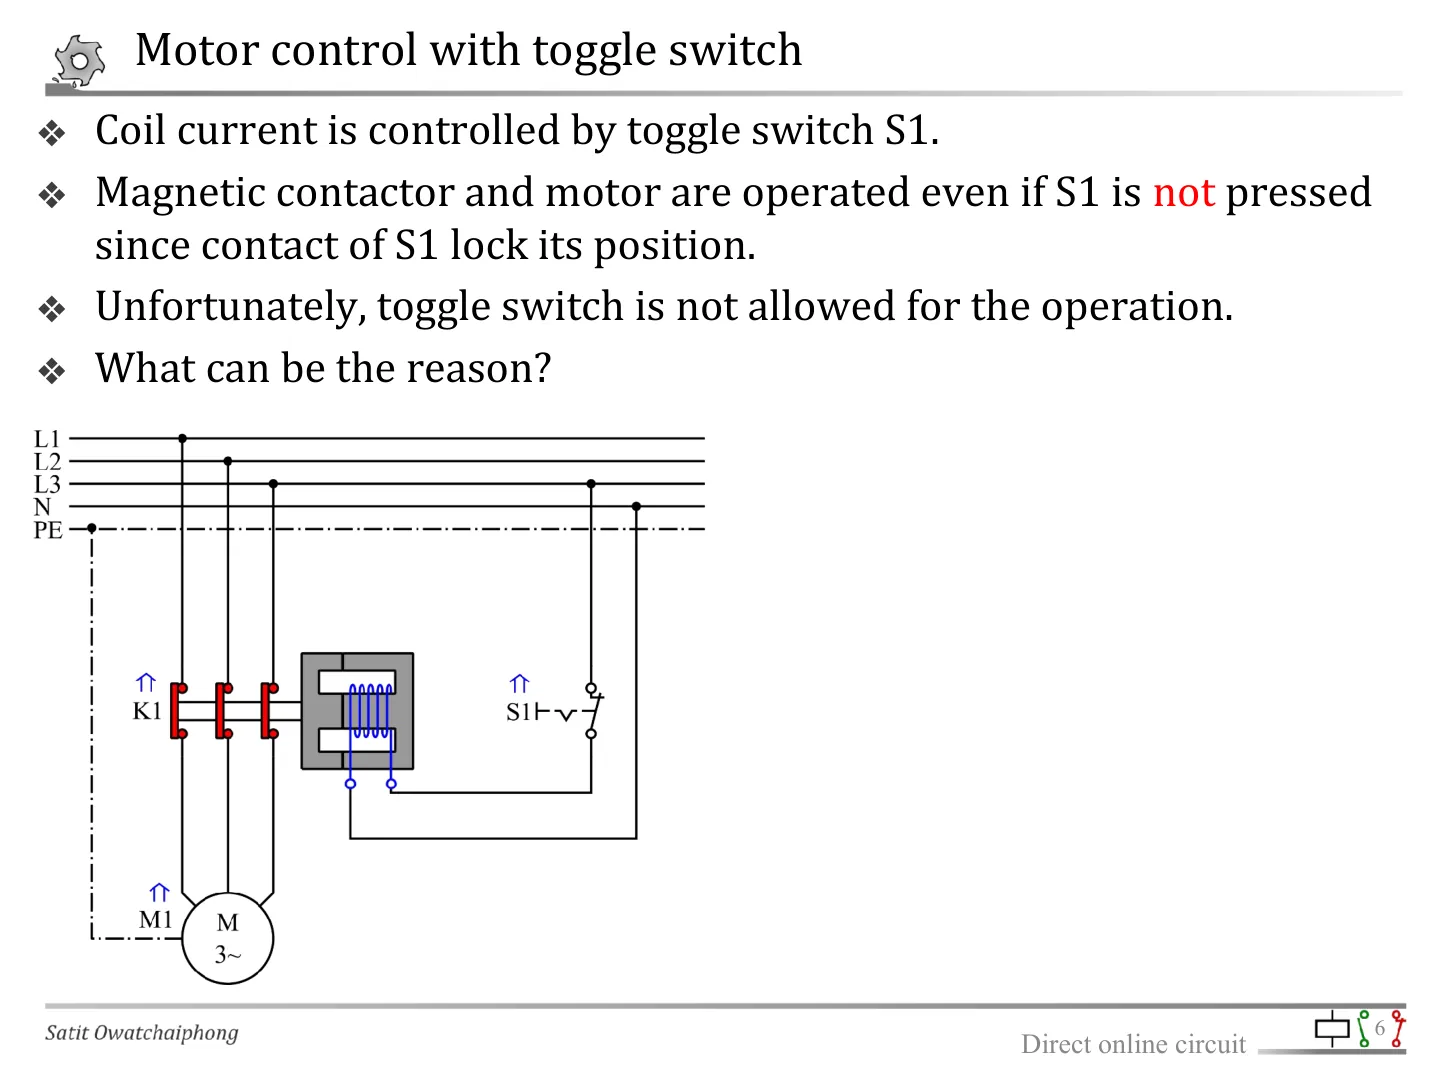 Motor control with toggle switch
❖ Coil current is controlled by toggle switch S1.
❖ Magnetic contactor and motor are operated even if S1 is not pressed
since contact of S1 lock its position.
❖ Unfortunately, toggle switch is not allowed for the operation.
❖ What can be the reason?
L1
L2
L3
N
PE
K1
S1
M1
M
3~
Satit Owatchaiphong
Direct online circuit
6